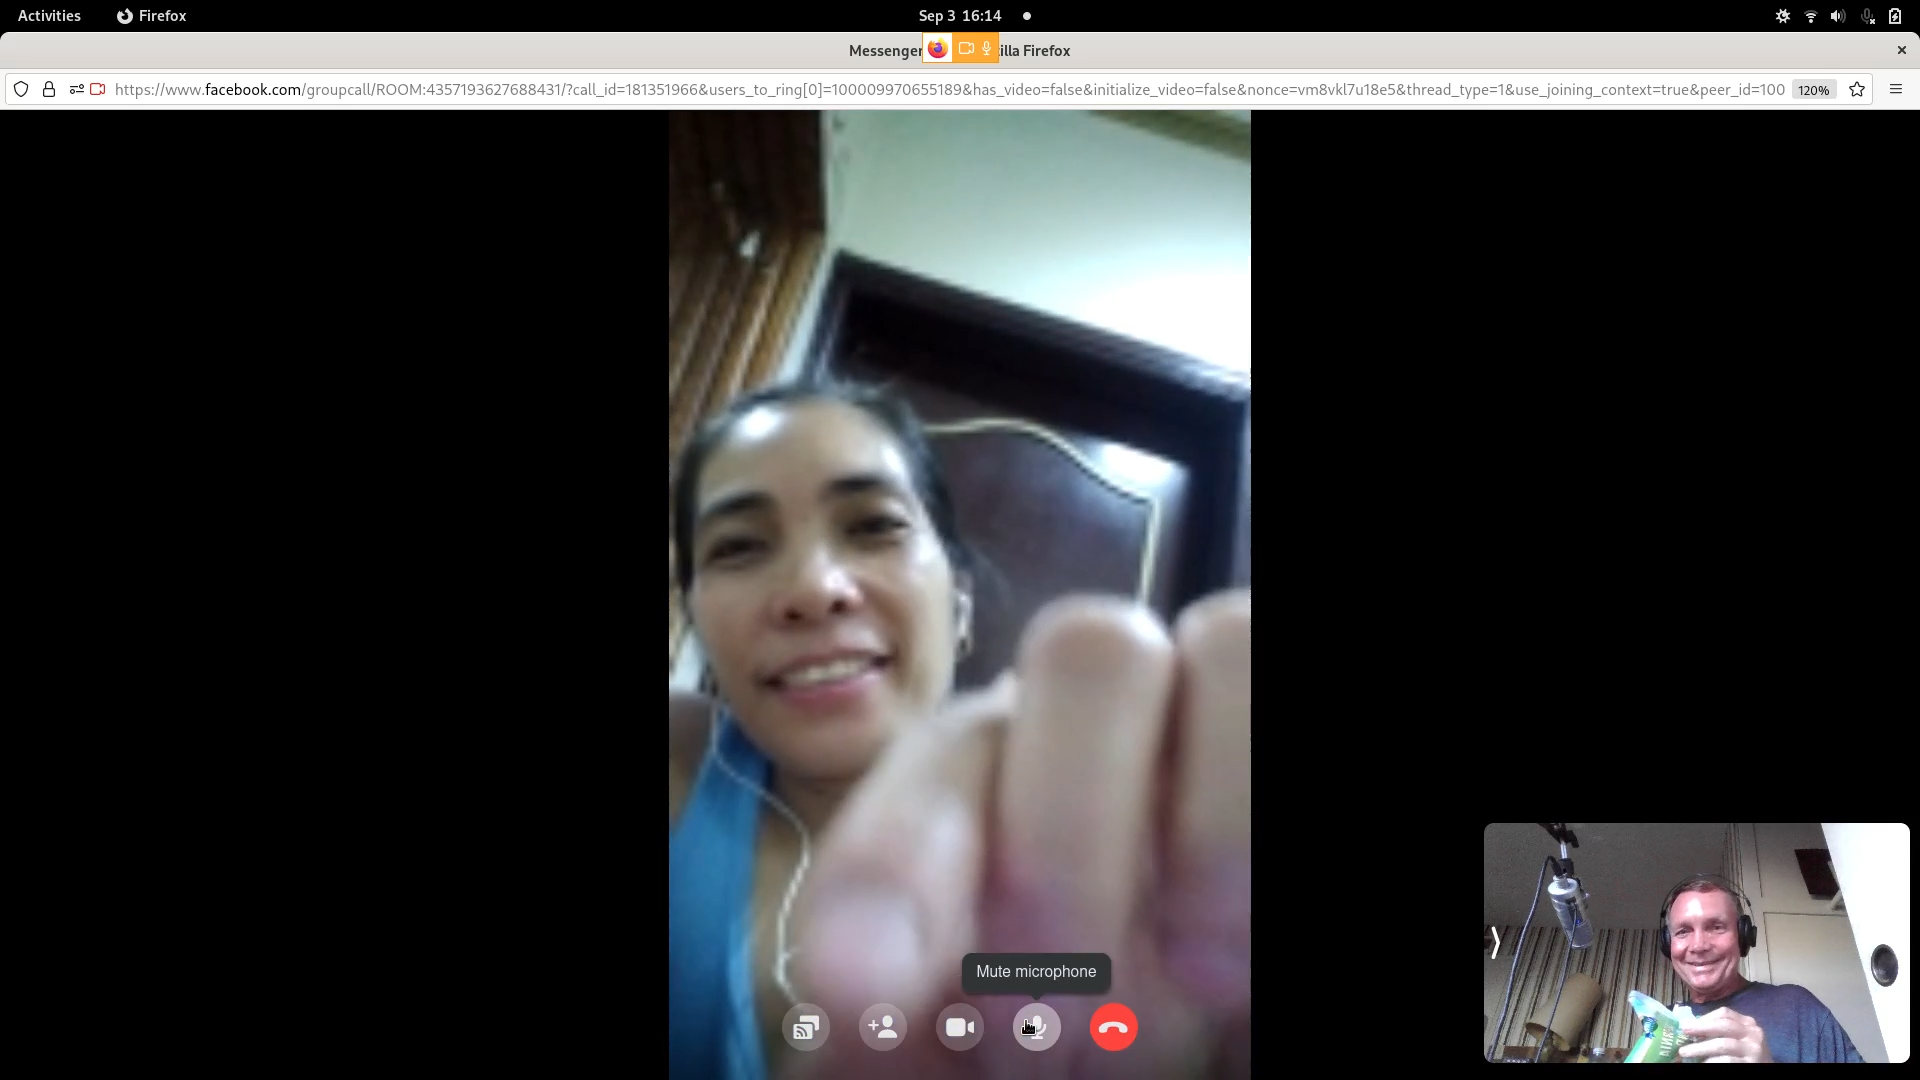 Activities
Firefox
Sep 3 16:14
Messenger
illa Firefox
https://www.facebook.com/groupcall/ROOM:4357193627688431/?call_id=181351966&users_to_ring[0]=100009970655189&has_video=false&initialize_video=false&nonce=vm8vkl7u18e5&thread_type=1&use_joining_context=true&peer_id=100
120%
Mute microphone